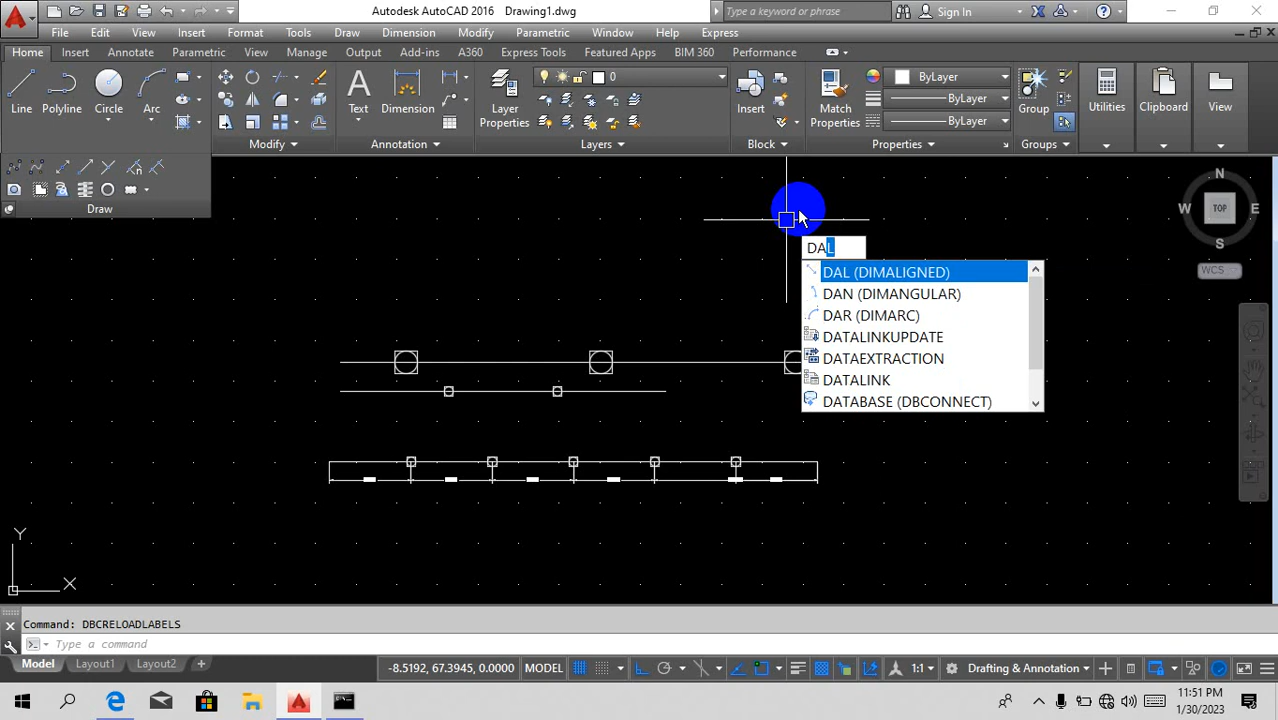 Autodesk AutoCAD 2016 Drawing1.dwg
Type a keyword or phrase
Sign In
File Edit View Insert Format Tools Draw Dimension Modify Parametric Window Help Express
Home Insert Annotate Parametric View Manage Output Add-ins A360 Express Tools Featured Apps BIM 360 Performance
0
ByLayer
ByLayer
ByLayer
Line Polyline Circle Arc
Text Dimension
Layer Properties
Insert
Match Properties
Group
Utilities
Clipboard
View
Modify
Annotation
Layers
Block
Properties
Groups
Draw
N
W TOP E
S
WCS
DAL
DAL (DIMALIGNED)
DAN (DIMANGULAR)
DAR (DIMARC)
DATALINKUPDATE
DATAEXTRACTION
DATALINK
DATABASE (DBCONNECT)
Y
X
Command: DBCRELOADLABELS
Type a command
Model Layout1 Layout2 +
-8.5192, 67.3945, 0.0000 MODEL 1:1 Drafting & Annotation
11:51 PM
1/30/2023